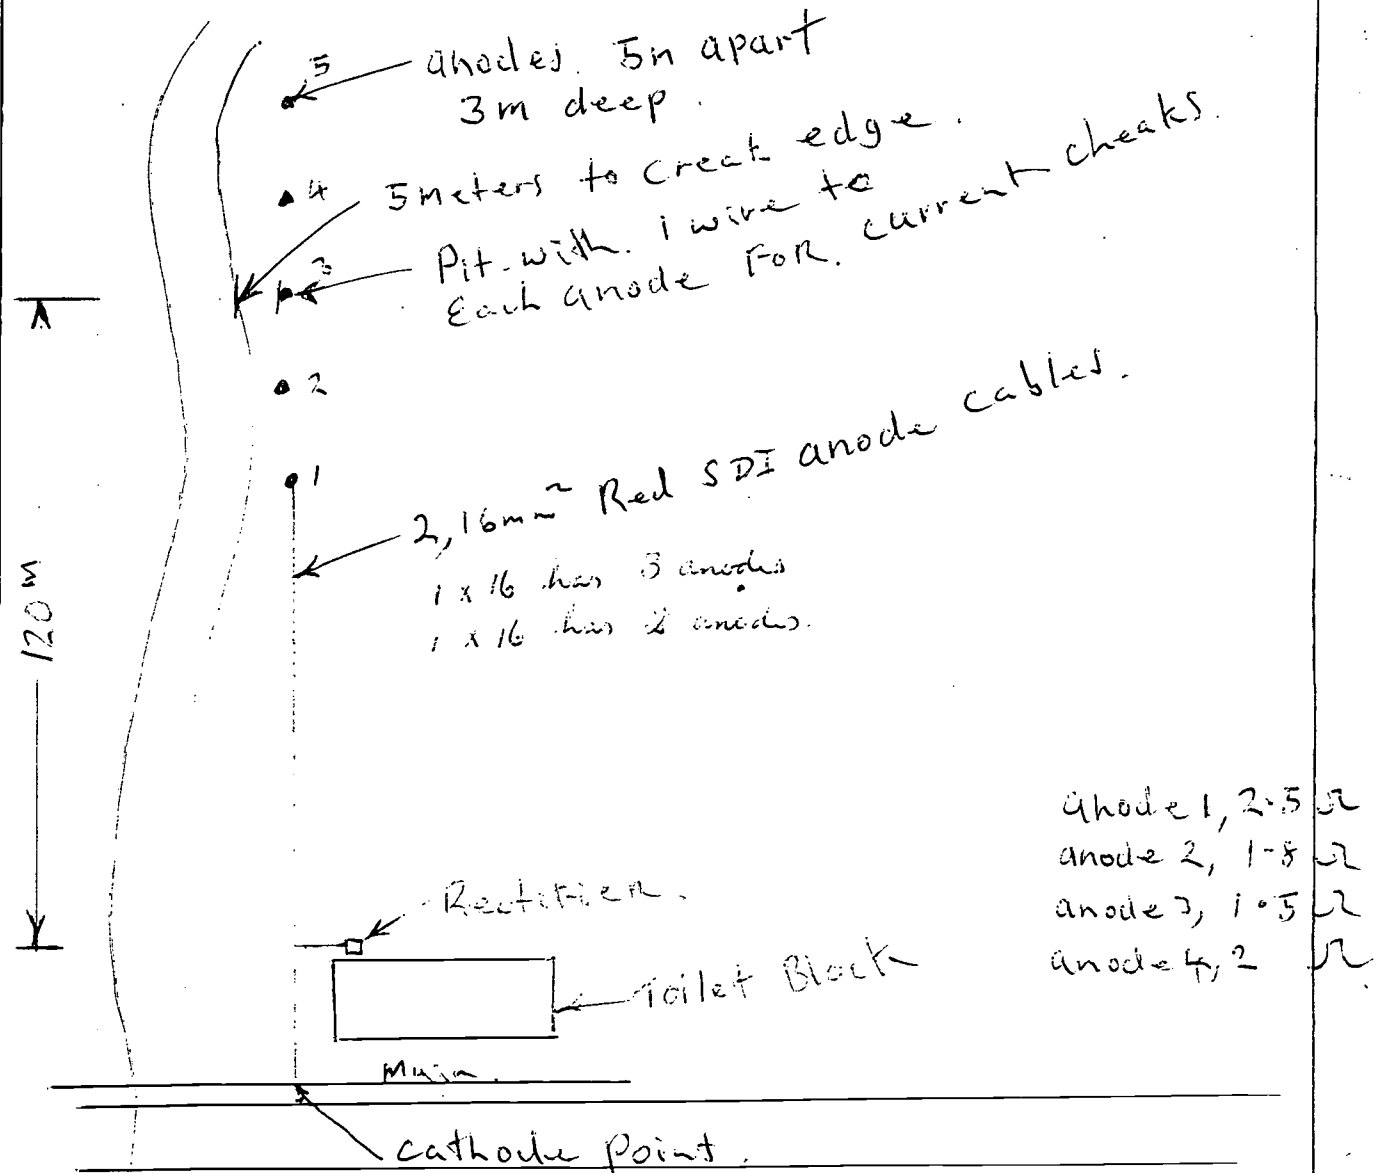 5
anodes. 5m apart
3m deep.
4
5meters to creak edge.
3
Pit with. 1 wire to
Each anode FOR. current cheaks.
2
1
2, 16mm² Red SDI anode cables.
1 x 16 has 3 anodes
1 x 16 has 2 anodes.
120m
anode 1, 2.5 Ω
anode 2, 1-8 Ω
anode 3, 1.5 Ω
anode 4, 2 Ω
Rectifier.
Toilet Block
Main.
cathode point.